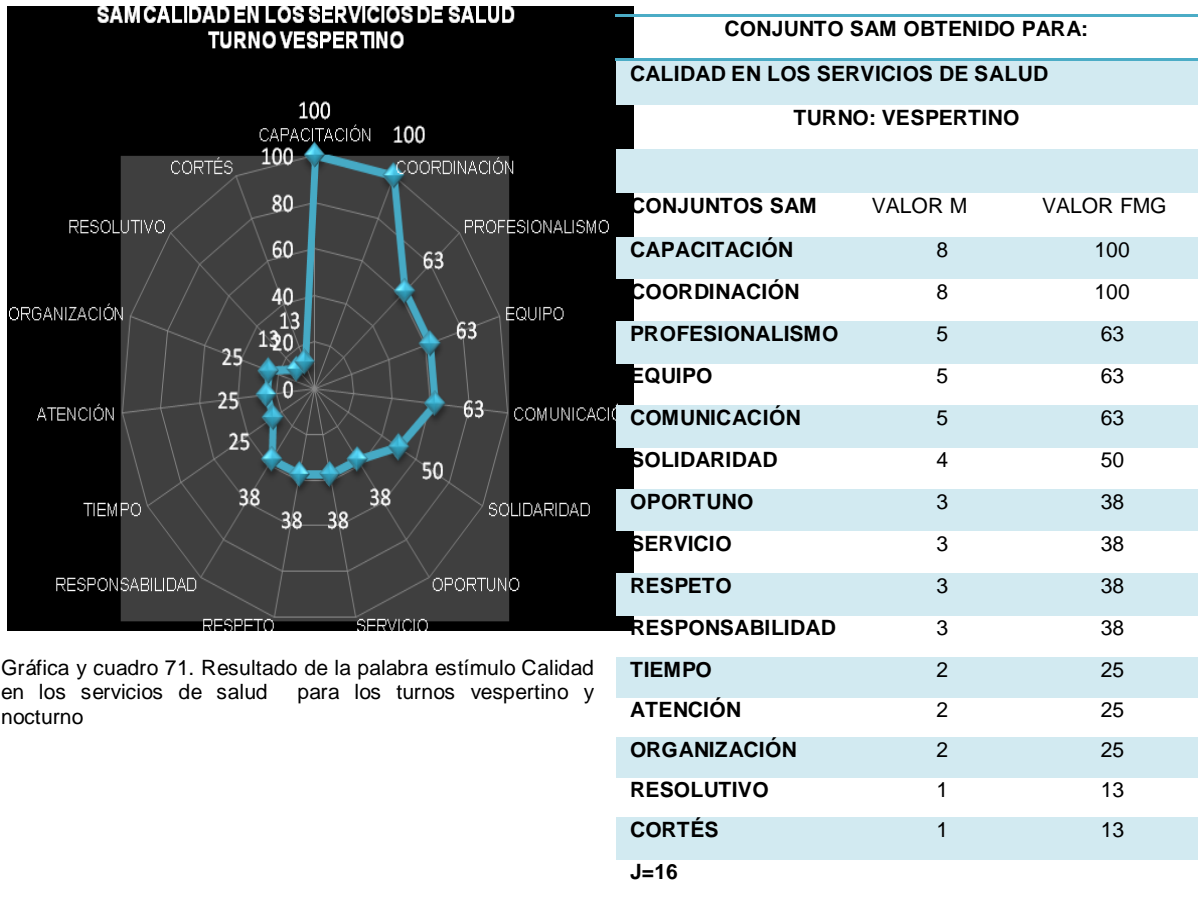 SAM CALIDAD EN LOS SERVICIOS DE SALUD
TURNO VESPERTINO
100
CAPACITACIÓN
100
CORTÉS
100
COORDINACIÓN
80
RESOLUTIVO
PROFESIONALISMO
60
63
40
ORGANIZACIÓN
13
EQUIPO
13
20
63
25
0
25
ATENCIÓN
63
COMUNICACIÓ
25
50
TIEMPO
38
38
SOLIDARIDAD
38
38
RESPONSABILIDAD
OPORTUNO
RESPETO
SERVICIO
Gráfica y cuadro 71. Resultado de la palabra estímulo Calidad
en los servicios de salud para los turnos vespertino y
nocturno
CONJUNTO SAM OBTENIDO PARA:
CALIDAD EN LOS SERVICIOS DE SALUD
TURNO: VESPERTINO
CONJUNTOS SAM VALOR M VALOR FMG
CAPACITACIÓN 8 100
COORDINACIÓN 8 100
PROFESIONALISMO 5 63
EQUIPO 5 63
COMUNICACIÓN 5 63
SOLIDARIDAD 4 50
OPORTUNO 3 38
SERVICIO 3 38
RESPETO 3 38
RESPONSABILIDAD 3 38
TIEMPO 2 25
ATENCIÓN 2 25
ORGANIZACIÓN 2 25
RESOLUTIVO 1 13
CORTÉS 1 13
J=16